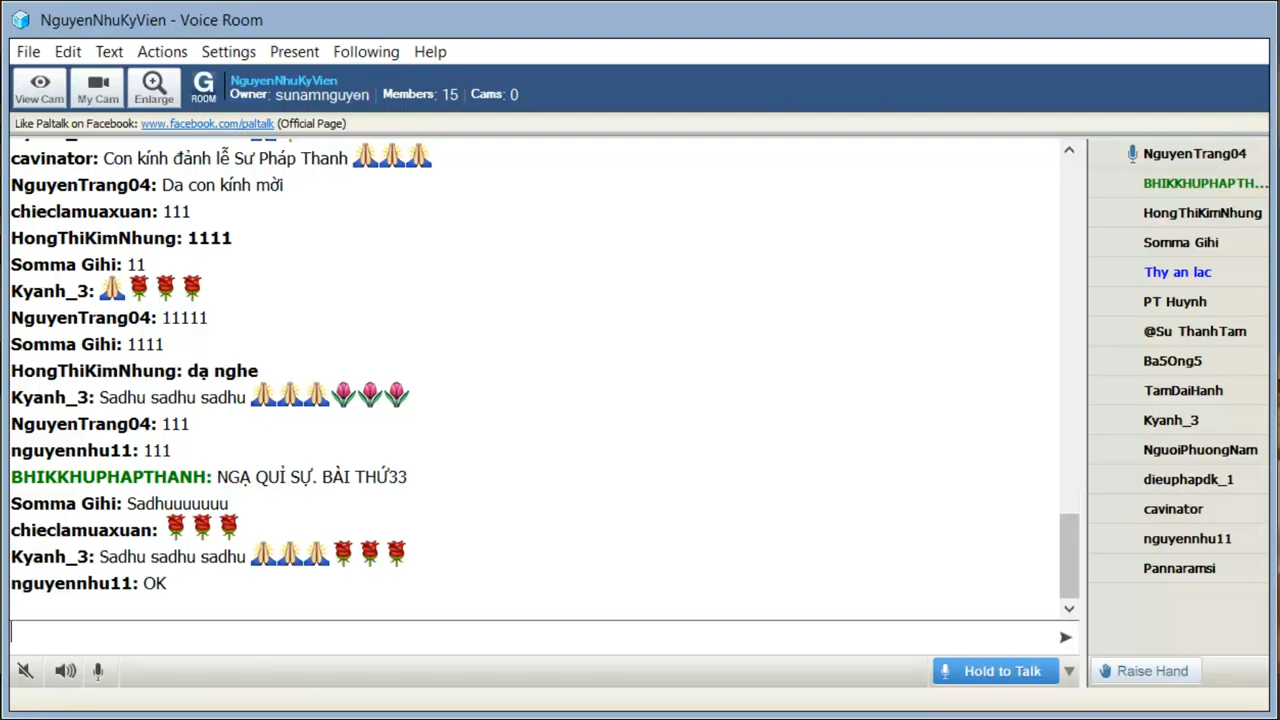 NguyenNhuKyVien - Voice Room
File Edit Text Actions Settings Present Following Help
View Cam My Cam Enlarge G ROOM
NguyenNhuKyVien
Owner: sunamnguyen Members: 15 Cams: 0
Like Paltalk on Facebook: www.facebook.com/paltalk (Official Page)
cavinator: Con kính đảnh lễ Sư Pháp Thanh
NguyenTrang04: Da con kính mời
chieclamuaxuan: 111
HongThiKimNhung: 1111
Somma Gihi: 11
Kyanh_3:
NguyenTrang04: 11111
Somma Gihi: 1111
HongThiKimNhung: dạ nghe
Kyanh_3: Sadhu sadhu sadhu
NguyenTrang04: 111
nguyennhu11: 111
BHIKKHUPHAPTHANH: NGẠ QUỈ SỰ. BÀI THỨ33
Somma Gihi: Sadhuuuuuuu
chieclamuaxuan:
Kyanh_3: Sadhu sadhu sadhu
nguyennhu11: OK
NguyenTrang04
BHIKKHUPHAPTH...
HongThiKimNhung
Somma Gihi
Thy an lac
PT Huynh
@Su ThanhTam
Ba5Ong5
TamDaiHanh
Kyanh_3
NguoiPhuongNam
dieuphapdk_1
cavinator
nguyennhu11
Pannaramsi
Hold to Talk Raise Hand